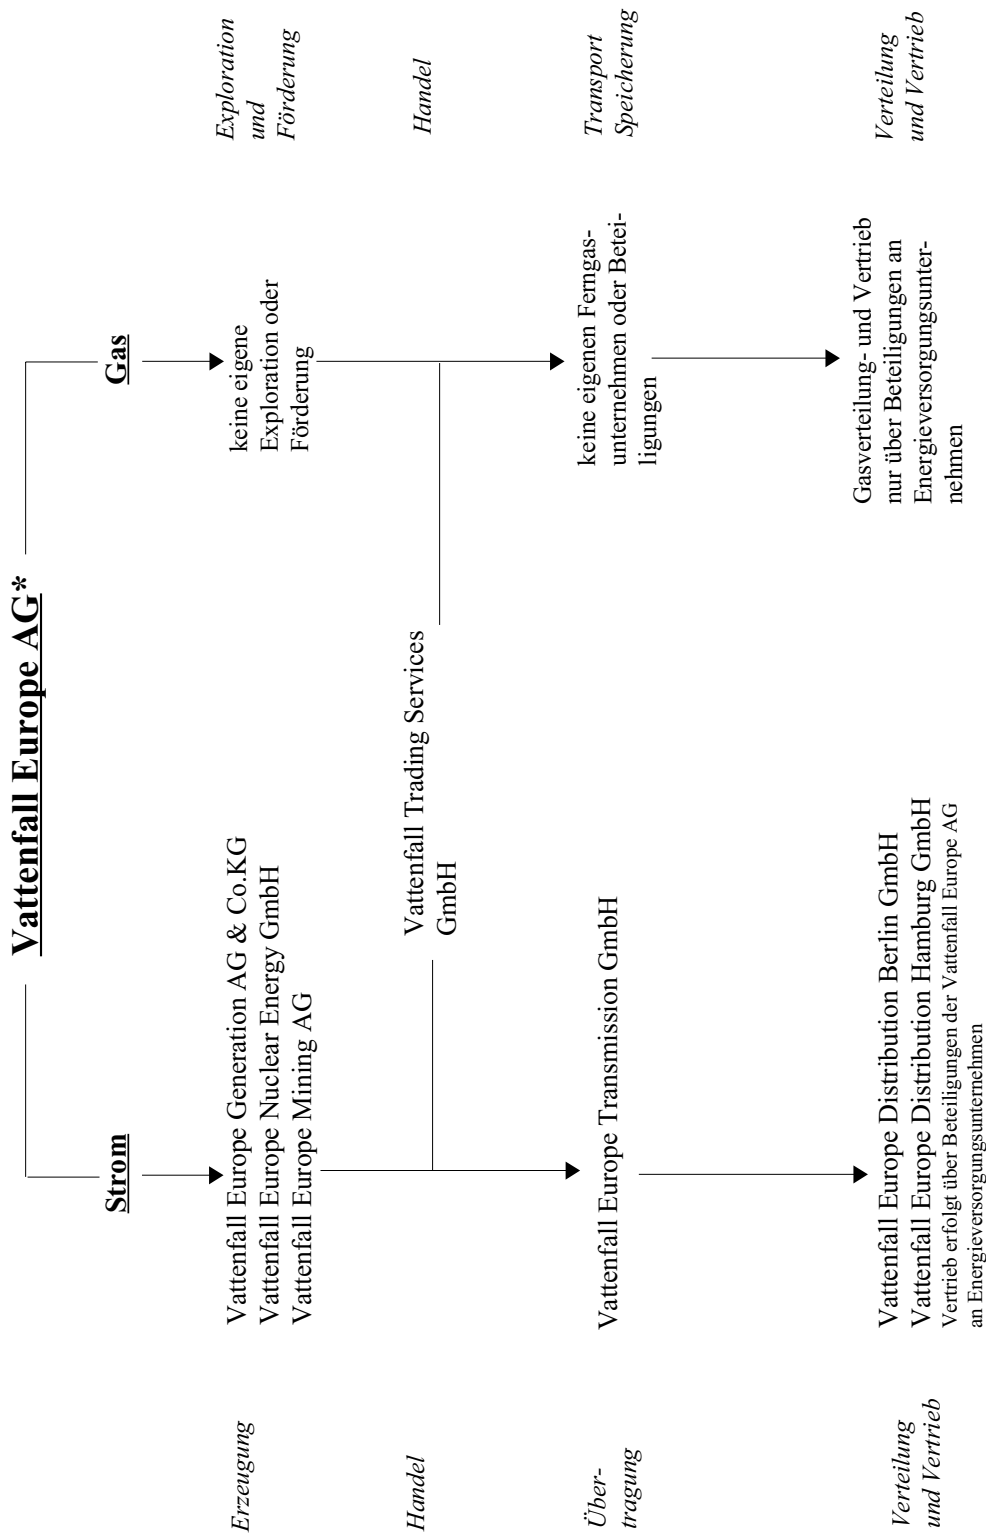 Vattenfall Europe AG*
Strom
Gas
Erzeugung
Vattenfall Europe Generation AG & Co.KG
Vattenfall Europe Nuclear Energy GmbH
Vattenfall Europe Mining AG
keine eigene
Exploration oder
Förderung
Exploration
und
Förderung
Handel
Vattenfall Trading Services
GmbH
Handel
Über-
tragung
Vattenfall Europe Transmission GmbH
keine eigenen Ferngas-
unternehmen oder Betei-
ligungen
Transport
Speicherung
Verteilung
und Vertrieb
Vattenfall Europe Distribution Berlin GmbH
Vattenfall Europe Distribution Hamburg GmbH
Vertrieb erfolgt über Beteiligungen der Vattenfall Europe AG
an Energieversorgungsunternehmen
Gasverteilung- und Vertrieb
nur über Beteiligungen an
Energieversorgungsunter-
nehmen
Verteilung
und Vertrieb